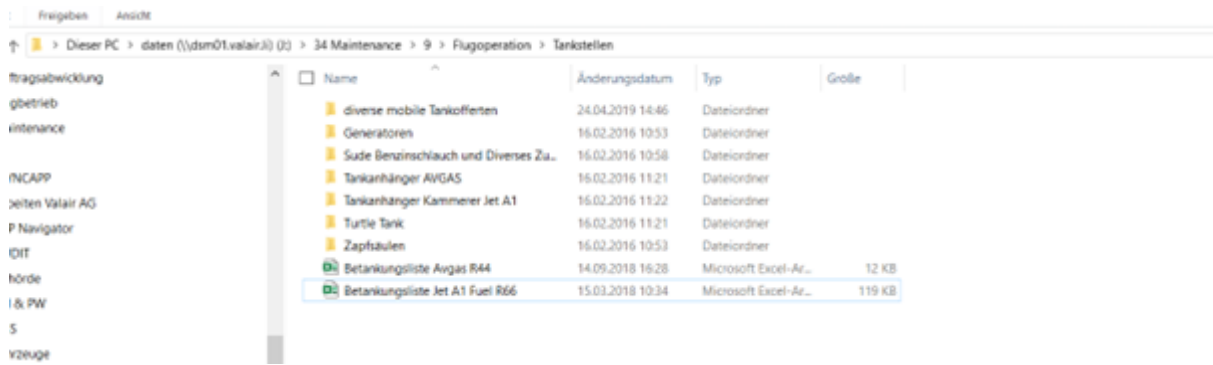 Freigeben Ansicht
Dieser PC > daten (\\dsm01.valair.li) (J:) > 34 Maintenance > 9 > Flugoperation > Tankstellen
ftragsabwicklung
gbetrieb
intenance
YNCAPP
beiten Valair AG
P Navigator
DIT
hörde
& PW
S
rzeuge
Name Änderungsdatum Typ Größe
diverse mobile Tankofferten 24.04.2019 14:46 Dateiordner
Generatoren 16.02.2016 10:53 Dateiordner
Sude Benzinschlauch und Diverses Zu... 16.02.2016 10:58 Dateiordner
Tankanhänger AVGAS 16.02.2016 11:21 Dateiordner
Tankanhänger Kammerer Jet A1 16.02.2016 11:22 Dateiordner
Turtle Tank 16.02.2016 11:21 Dateiordner
Zapfsäulen 16.02.2016 10:53 Dateiordner
Betankungsliste Avgas R44 14.09.2018 16:28 Microsoft Excel-Ar... 12 KB
Betankungsliste Jet A1 Fuel R66 15.03.2018 10:34 Microsoft Excel-Ar... 119 KB